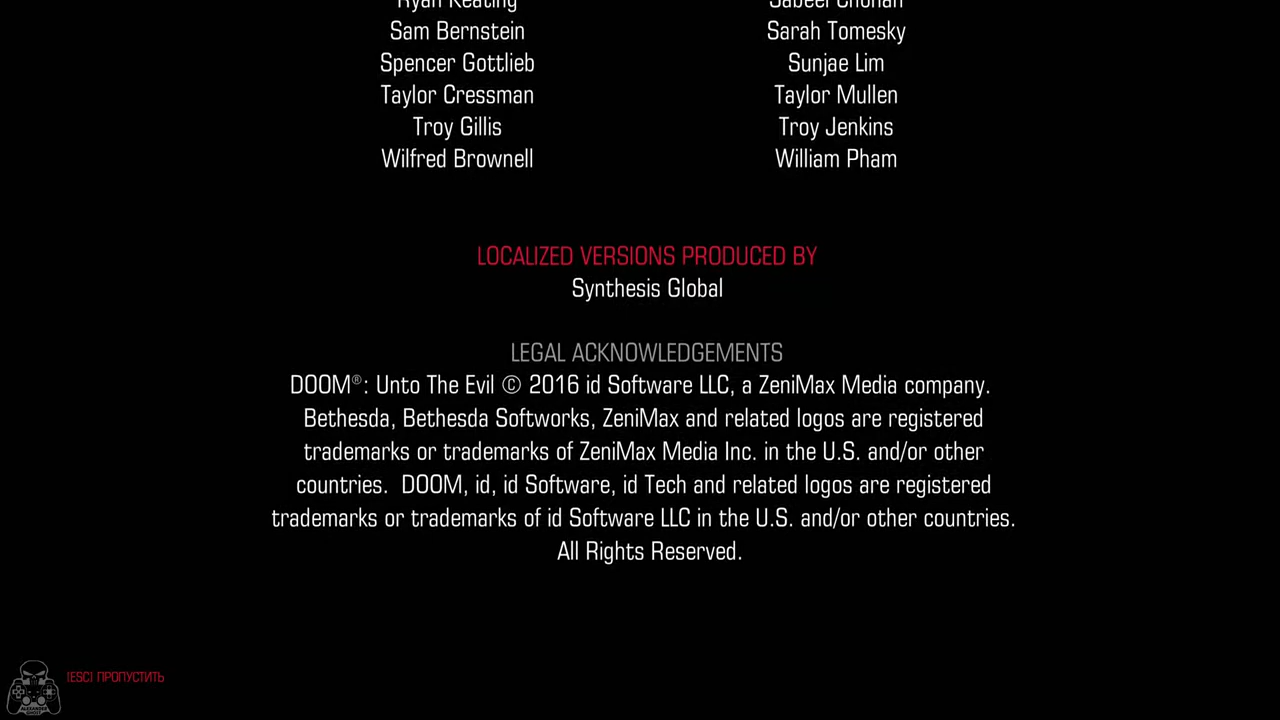 Ryan Keating
Sabeel Chohan
Sam Bernstein
Sarah Tomesky
Spencer Gottlieb
Sunjae Lim
Taylor Cressman
Taylor Mullen
Troy Gillis
Troy Jenkins
Wilfred Brownell
William Pham
LOCALIZED VERSIONS PRODUCED BY
Synthesis Global
LEGAL ACKNOWLEDGEMENTS
DOOM®: Unto The Evil © 2016 id Software LLC, a ZeniMax Media company.
Bethesda, Bethesda Softworks, ZeniMax and related logos are registered
trademarks or trademarks of ZeniMax Media Inc. in the U.S. and/or other
countries.  DOOM, id, id Software, id Tech and related logos are registered
trademarks or trademarks of id Software LLC in the U.S. and/or other countries.
All Rights Reserved.
[ESC] ПРОПУСТИТЬ